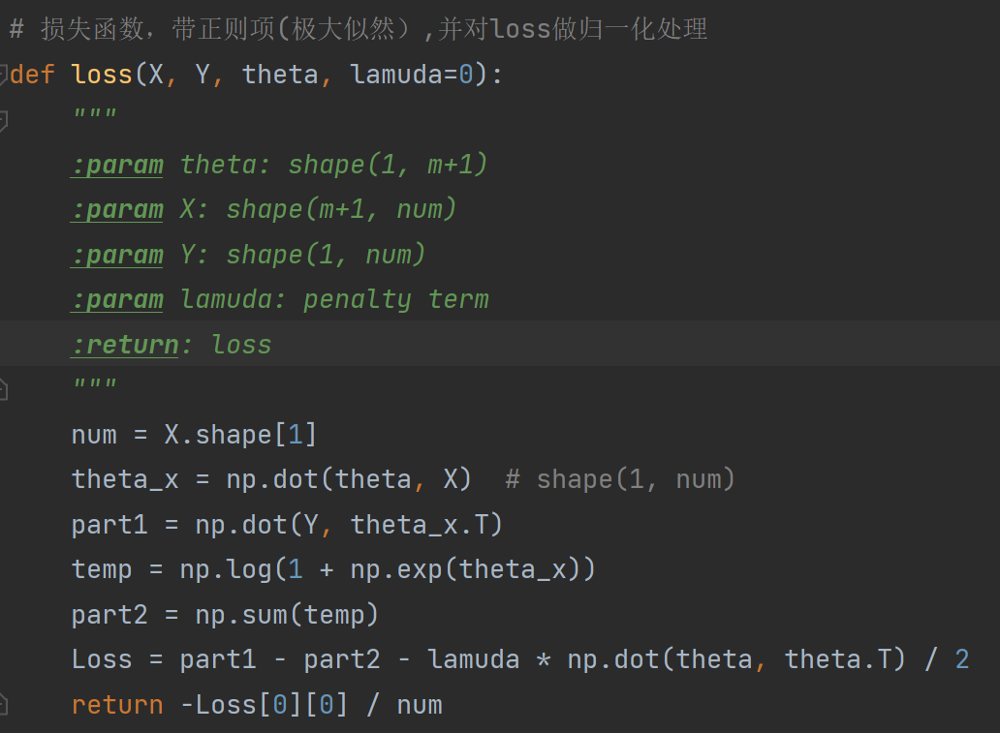 # 损失函数，带正则项(极大似然）,并对loss做归一化处理
def loss(X, Y, theta, lamuda=0):
    """
    :param theta: shape(1, m+1)
    :param X: shape(m+1, num)
    :param Y: shape(1, num)
    :param lamuda: penalty term
    :return: loss
    """
    num = X.shape[1]
    theta_x = np.dot(theta, X)  # shape(1, num)
    part1 = np.dot(Y, theta_x.T)
    temp = np.log(1 + np.exp(theta_x))
    part2 = np.sum(temp)
    Loss = part1 - part2 - lamuda * np.dot(theta, theta.T) / 2
    return -Loss[0][0] / num